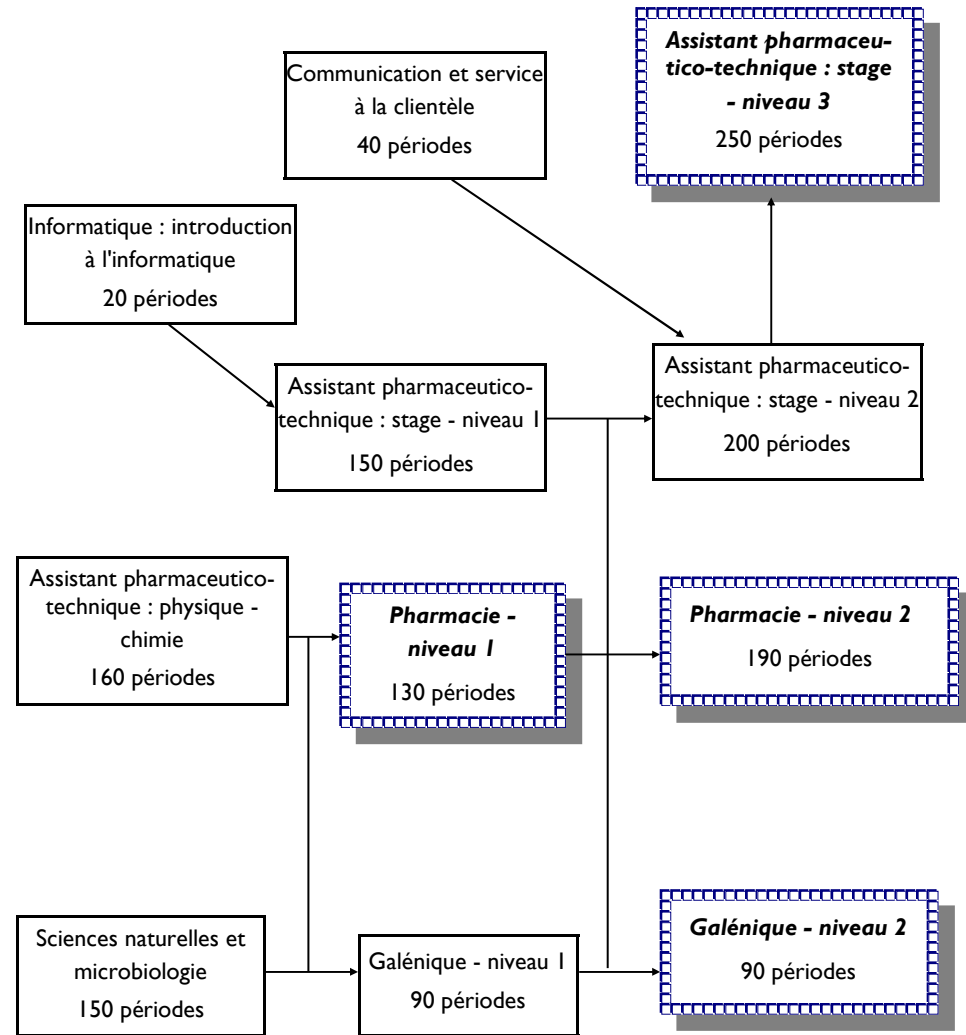 Assistant pharmaceu-
tico-technique : stage
- niveau 3
250 périodes
Communication et service
à la clientèle
40 périodes
Informatique : introduction
à l'informatique
20 périodes
Assistant pharmaceutico-
technique : stage - niveau 1
150 périodes
Assistant pharmaceutico-
technique : stage - niveau 2
200 périodes
Assistant pharmaceutico-
technique : physique -
chimie
160 périodes
Pharmacie -
niveau 1
130 périodes
Pharmacie - niveau 2
190 périodes
Sciences naturelles et
microbiologie
150 périodes
Galénique - niveau 1
90 périodes
Galénique - niveau 2
90 périodes